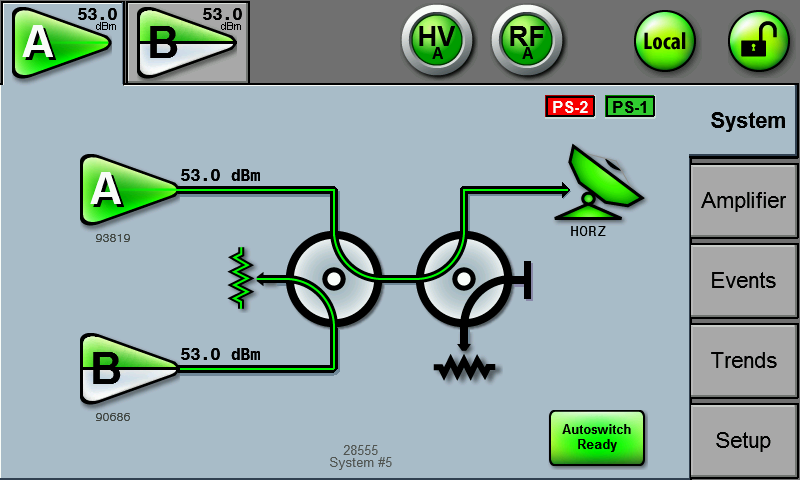 A
53.0
dBm
B
53.0
dBm
HV
A
RF
A
Local
PS-2
PS-1
System
A
53.0 dBm
93819
HORZ
Amplifier
Events
B
53.0 dBm
90686
Trends
Autoswitch
Ready
28555
System #5
Setup